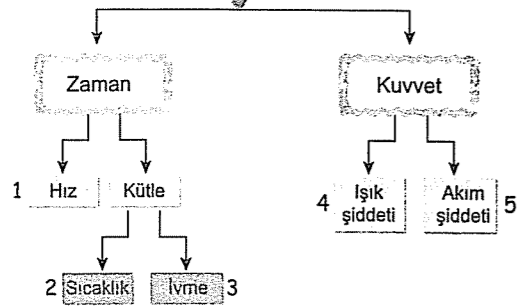 Zaman
Kuvvet
1 Hız
Kütle
4 Işık
şiddeti
Akım
şiddeti 5
2 Sıcaklık
İvme 3